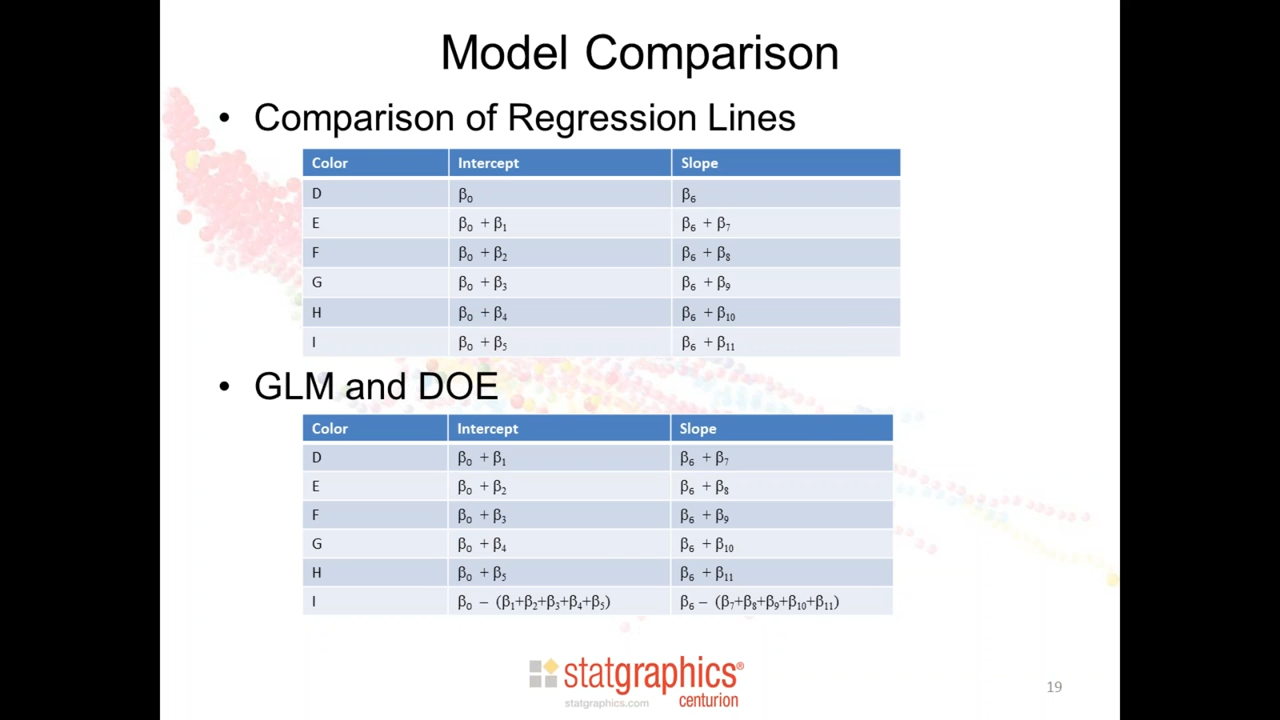 Model Comparison
• Comparison of Regression Lines
Color Intercept Slope
D β₀ β₆
E β₀ + β₁ β₆ + β₇
F β₀ + β₂ β₆ + β₈
G β₀ + β₃ β₆ + β₉
H β₀ + β₄ β₆ + β₁₀
I β₀ + β₅ β₆ + β₁₁
• GLM and DOE
Color Intercept Slope
D β₀ + β₁ β₆ + β₇
E β₀ + β₂ β₆ + β₈
F β₀ + β₃ β₆ + β₉
G β₀ + β₄ β₆ + β₁₀
H β₀ + β₅ β₆ + β₁₁
I β₀ – (β₁+β₂+β₃+β₄+β₅) β₆ – (β₇+β₈+β₉+β₁₀+β₁₁)
statgraphics®
centurion
statgraphics.com
19